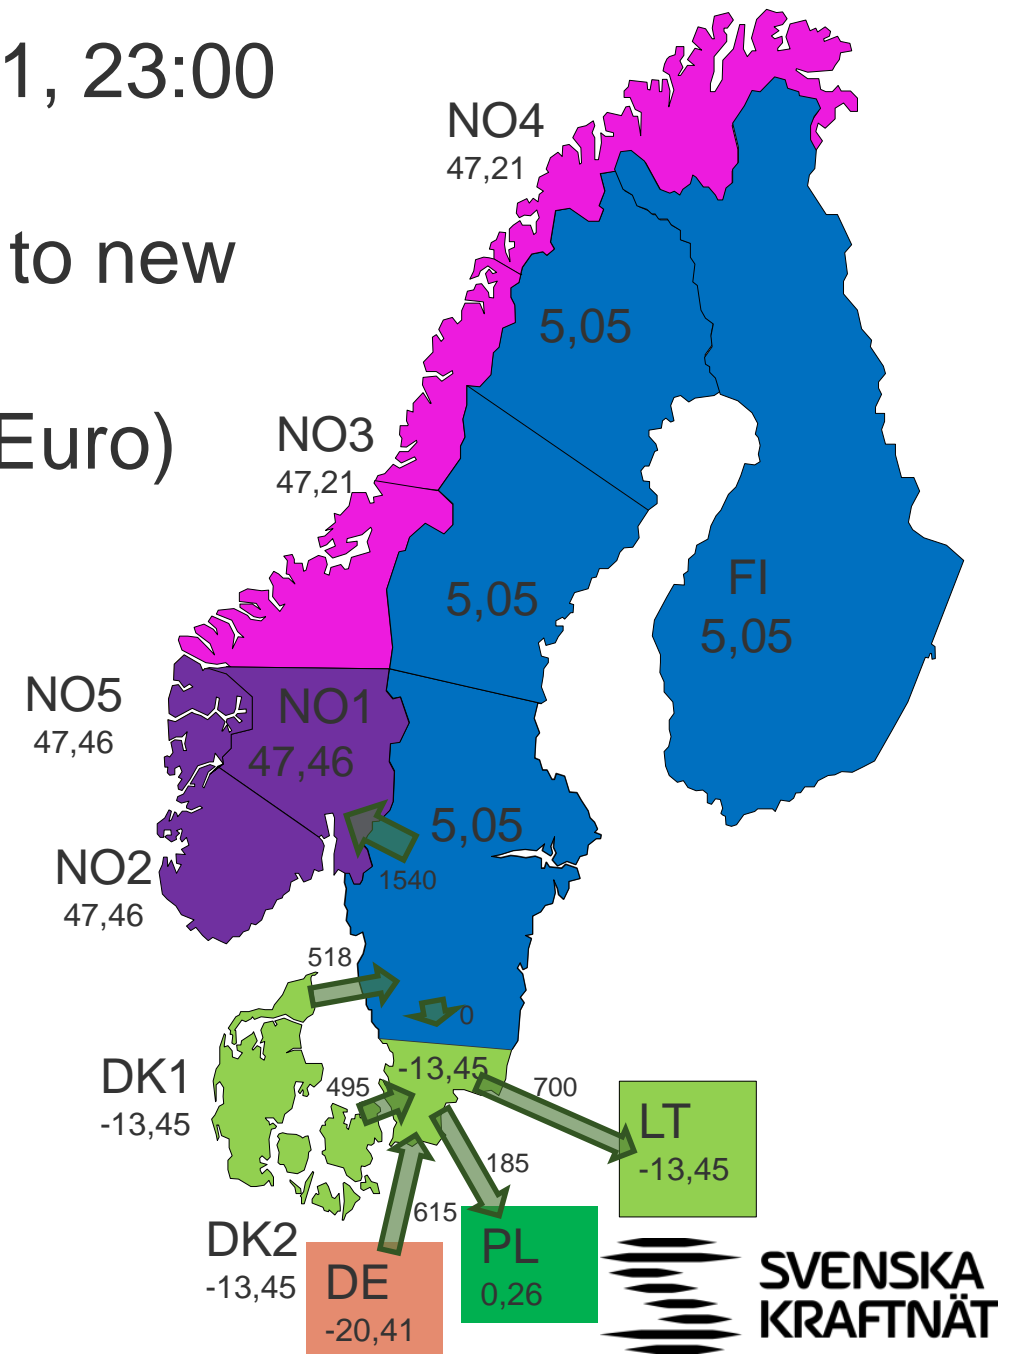 1, 23:00
to new
Euro)
NO4
47,21
5,05
NO3
47,21
5,05
FI
5,05
NO5
47,46
NO1
47,46
5,05
NO2
47,46
1540
518
0
DK1
-13,45
-13,45
495
700
LT
-13,45
185
615
DK2
-13,45
DE
-20,41
PL
0,26
SVENSKA
KRAFTNÄT